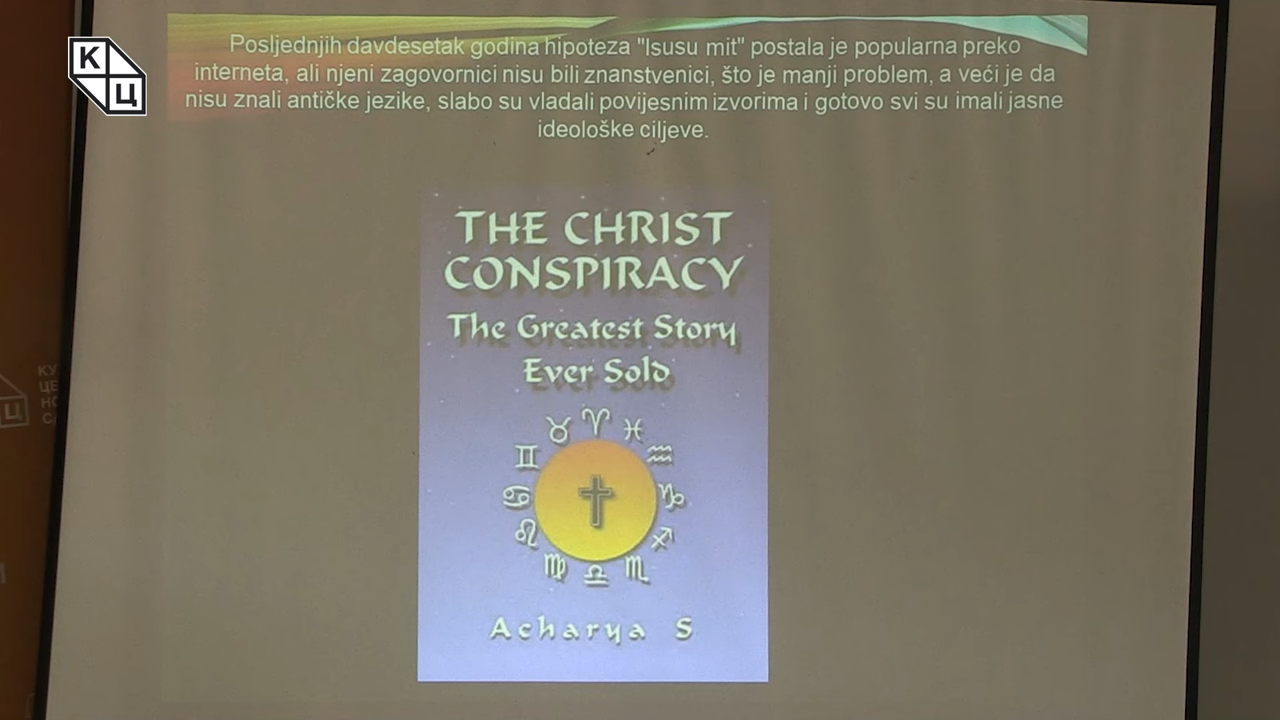 К
Ц
Posljednjih davdesetak godina hipoteza "Isusu mit" postala je popularna preko
interneta, ali njeni zagovornici nisu bili znanstvenici, što je manji problem, a veći je da
nisu znali antičke jezike, slabo su vladali povijesnim izvorima i gotovo svi su imali jasne
ideološke ciljeve.
THE CHRIST
CONSPIRACY
The Greatest Story
Ever Sold
Acharya S
Ц